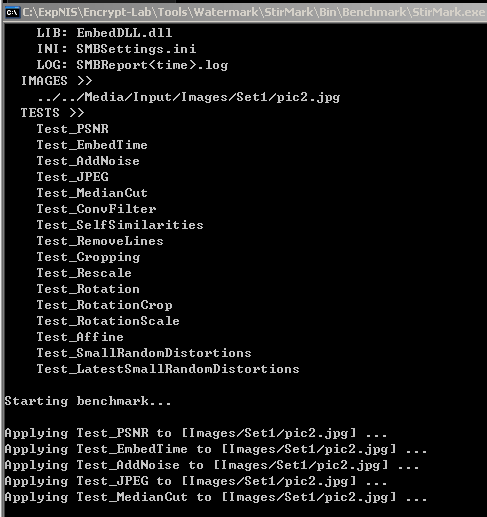 C:\ExpNIS\Encrypt-Lab\Tools\Watermark\StirMark\Bin\Benchmark\StirMark.exe
LIB: EmbedDLL.dll
INI: SMBSettings.ini
LOG: SMBReport<time>.log
IMAGES >>
../../Media/Input/Images/Set1/pic2.jpg
TESTS >>
Test_PSNR
Test_EmbedTime
Test_AddNoise
Test_JPEG
Test_MedianCut
Test_ConvFilter
Test_SelfSimilarities
Test_RemoveLines
Test_Cropping
Test_Rescale
Test_Rotation
Test_RotationCrop
Test_RotationScale
Test_Affine
Test_SmallRandomDistortions
Test_LatestSmallRandomDistortions
Starting benchmark...
Applying Test_PSNR to [Images/Set1/pic2.jpg] ...
Applying Test_EmbedTime to [Images/Set1/pic2.jpg] ...
Applying Test_AddNoise to [Images/Set1/pic2.jpg] ...
Applying Test_JPEG to [Images/Set1/pic2.jpg] ...
Applying Test_MedianCut to [Images/Set1/pic2.jpg] ...